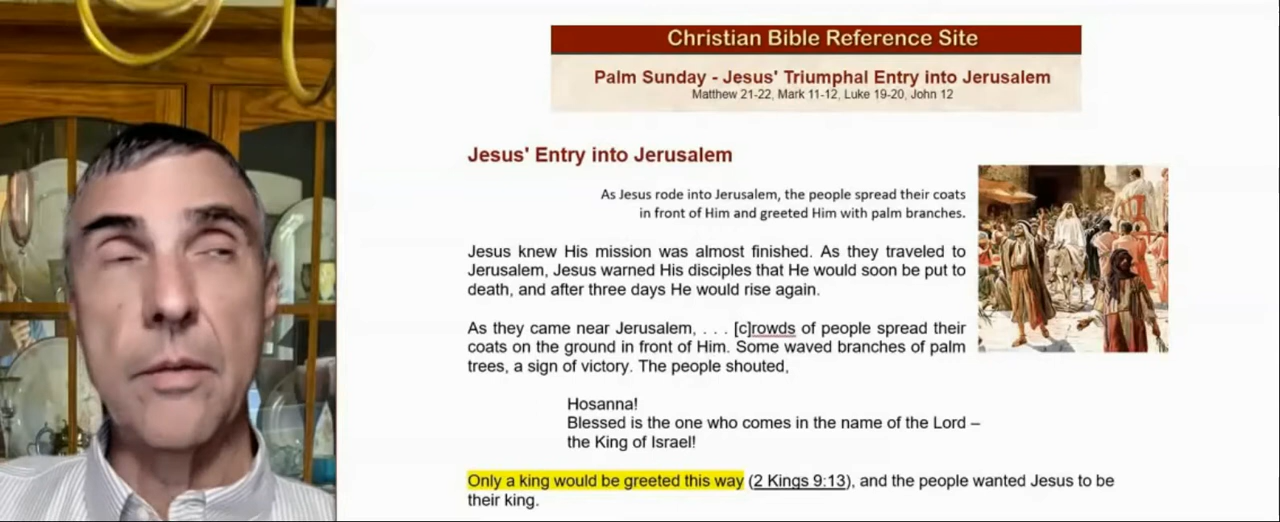 Christian Bible Reference Site
Palm Sunday - Jesus' Triumphal Entry into Jerusalem
Matthew 21-22, Mark 11-12, Luke 19-20, John 12
Jesus' Entry into Jerusalem
As Jesus rode into Jerusalem, the people spread their coats
in front of Him and greeted Him with palm branches.
Jesus knew His mission was almost finished. As they traveled to
Jerusalem, Jesus warned His disciples that He would soon be put to
death, and after three days He would rise again.
As they came near Jerusalem, . . . [c]rowds of people spread their
coats on the ground in front of Him. Some waved branches of palm
trees, a sign of victory. The people shouted,
Hosanna!
Blessed is the one who comes in the name of the Lord –
the King of Israel!
Only a king would be greeted this way (2 Kings 9:13), and the people wanted Jesus to be
their king.